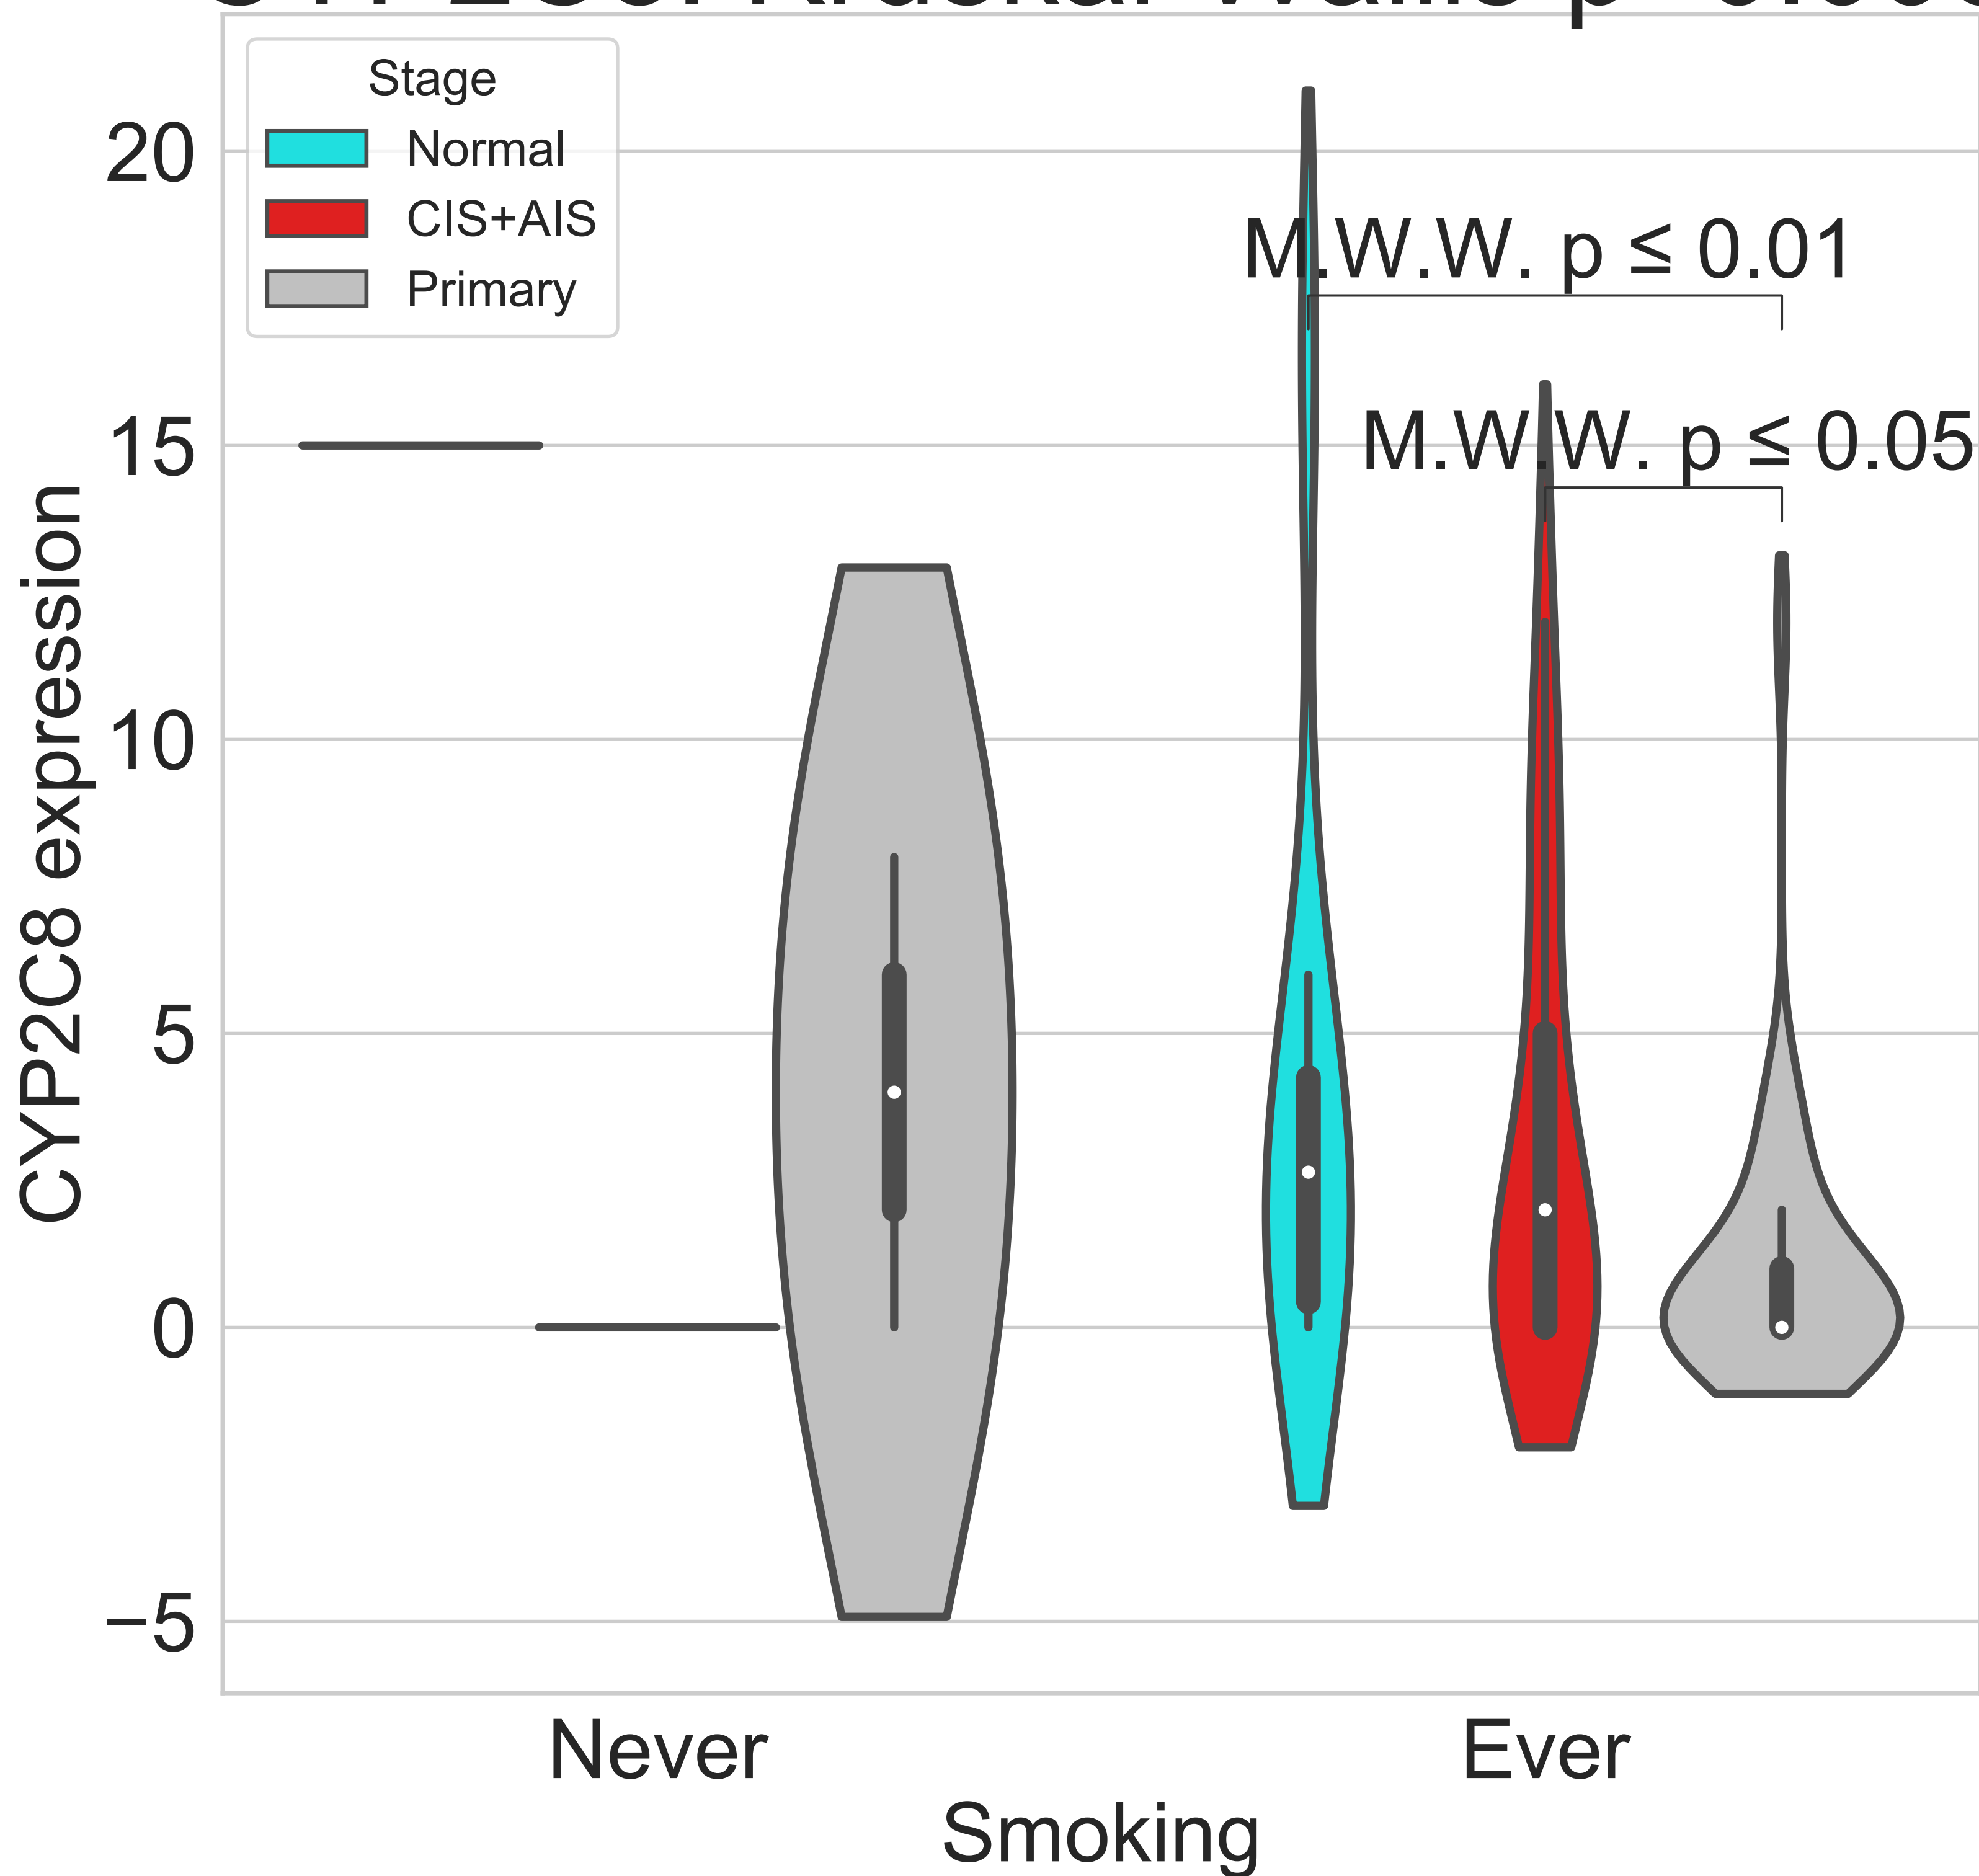 Stage
Normal
CIS+AIS
Primary
M.W.W. p ≤ 0.01
M.W.W. p ≤ 0.05
20
15
10
5
0
−5
CYP2C8 expression
Never
Ever
Smoking